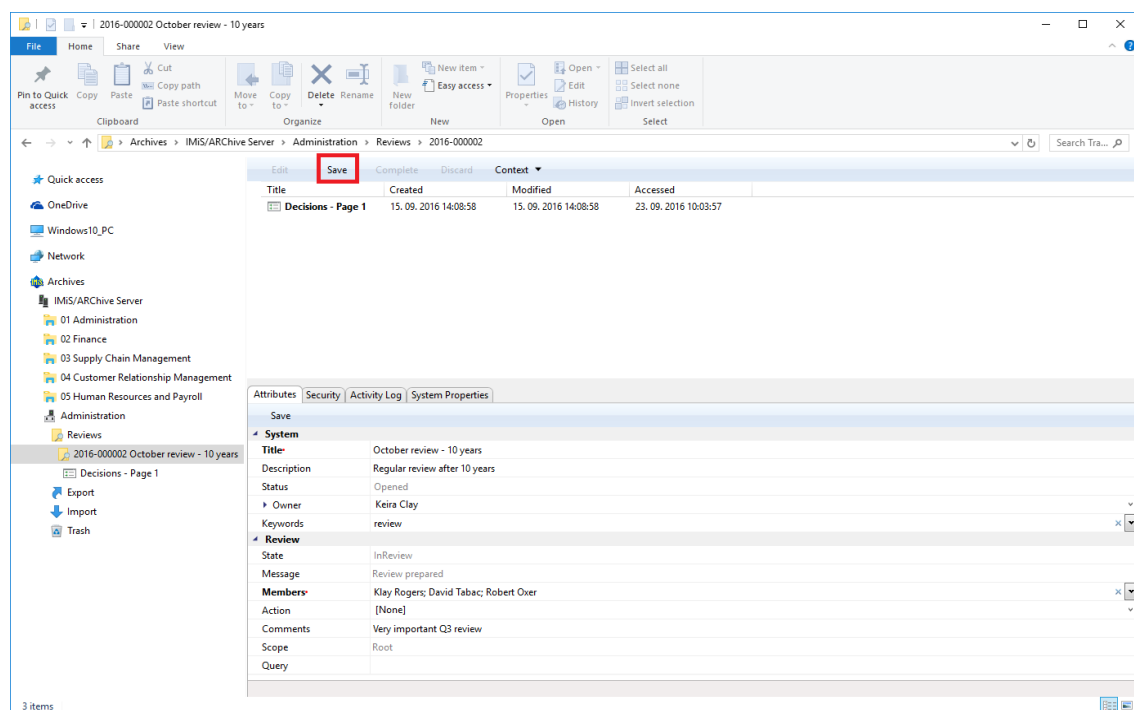 2016-000002 October review - 10 years
File Home Share View
Pin to Quick access
Copy
Paste
Cut
Copy path
Paste shortcut
Move to
Copy to
Delete
Rename
New folder
New item
Easy access
Properties
Open
Edit
History
Select all
Select none
Invert selection
Clipboard Organize New Open Select
Archives > IMiS/ARChive Server > Administration > Reviews > 2016-000002
Search Tra...
Quick access
OneDrive
Windows10_PC
Network
Archives
IMiS/ARChive Server
01 Administration
02 Finance
03 Supply Chain Management
04 Customer Relationship Management
05 Human Resources and Payroll
Administration
Reviews
2016-000002 October review - 10 years
Decisions - Page 1
Export
Import
Trash
Edit Save Complete Discard Context
Title Created Modified Accessed
Decisions - Page 1 15. 09. 2016 14:08:58 15. 09. 2016 14:08:58 23. 09. 2016 10:03:57
Attributes Security Activity Log System Properties
Save
System
Title* October review - 10 years
Description Regular review after 10 years
Status Opened
Owner Keira Clay
Keywords review
Review
State InReview
Message Review prepared
Members* Klay Rogers; David Tabac; Robert Oxer
Action [None]
Comments Very important Q3 review
Scope Root
Query
3 items